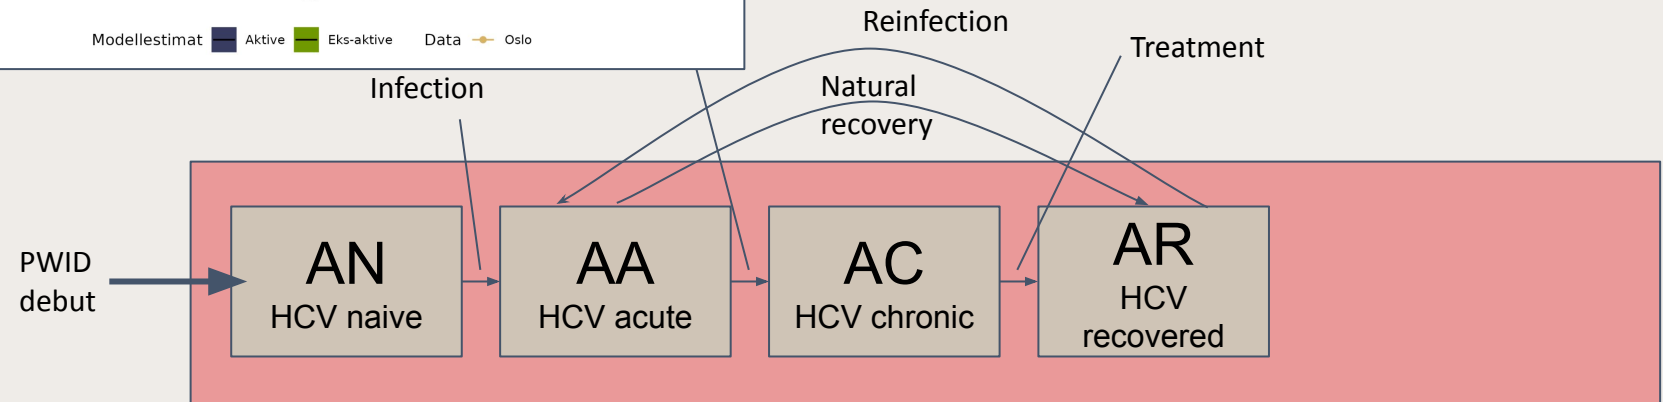 Reinfection
Modellestimat Aktive Eks-aktive Data Oslo
Treatment
Infection
Natural
recovery
PWID
debut
AN
HCV naive
AA
HCV acute
AC
HCV chronic
AR
HCV
recovered